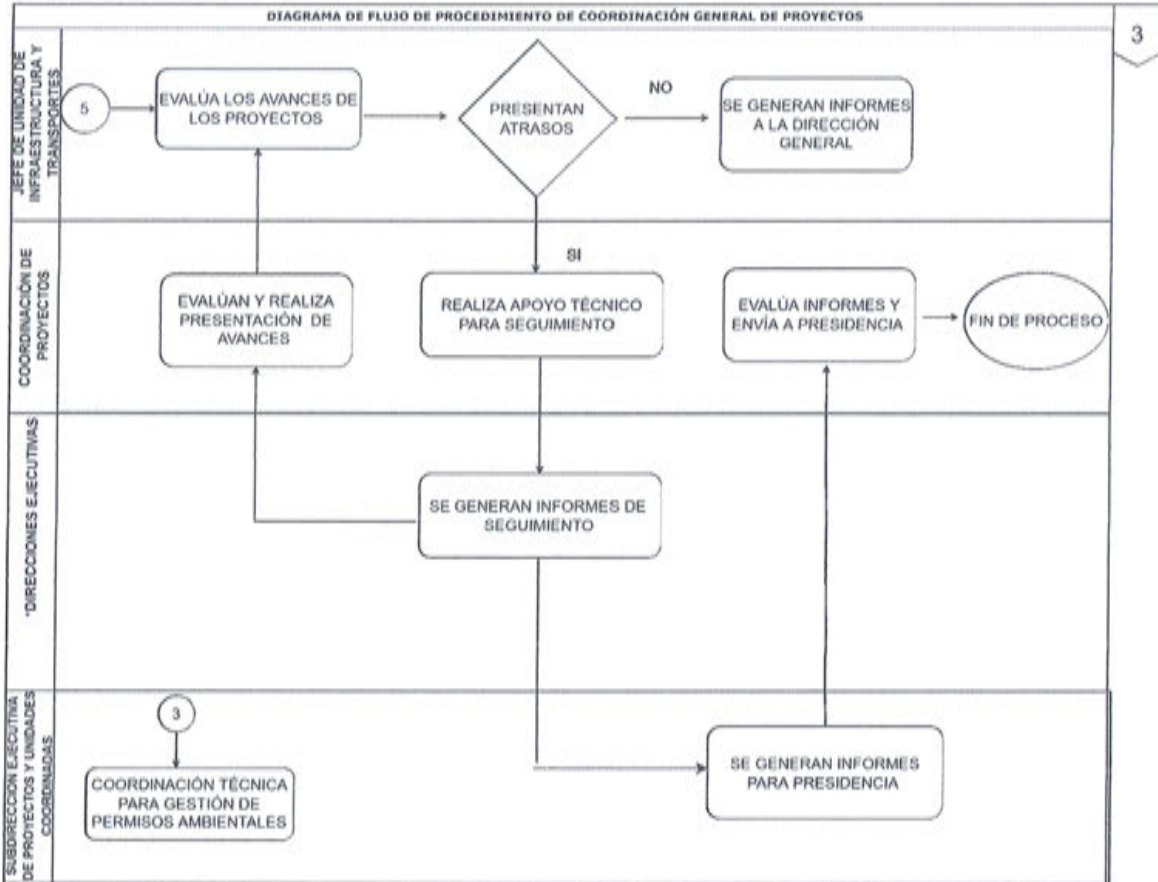 DIAGRAMA DE FLUJO DE PROCEDIMIENTO DE COORDINACIÓN GENERAL DE PROYECTOS
3
JEFE DE UNIDAD DE
INFRAESTRUCTURA Y
TRANSPORTES
5
EVALÚA LOS AVANCES DE
LOS PROYECTOS
PRESENTAN
ATRASOS
NO
SE GENERAN INFORMES
A LA DIRECCIÓN
GENERAL
SI
COORDINACIÓN DE
PROYECTOS
EVALÚAN Y REALIZA
PRESENTACIÓN DE
AVANCES
REALIZA APOYO TÉCNICO
PARA SEGUIMIENTO
EVALÚA INFORMES Y
ENVÍA A PRESIDENCIA
FIN DE PROCESO
*DIRECCIONES EJECUTIVAS
SE GENERAN INFORMES DE
SEGUIMIENTO
SUBDIRECCION EJECUTIVA
DE PROYECTOS Y UNIDADES
COORDINADAS
3
COORDINACIÓN TÉCNICA
PARA GESTIÓN DE
PERMISOS AMBIENTALES
SE GENERAN INFORMES
PARA PRESIDENCIA